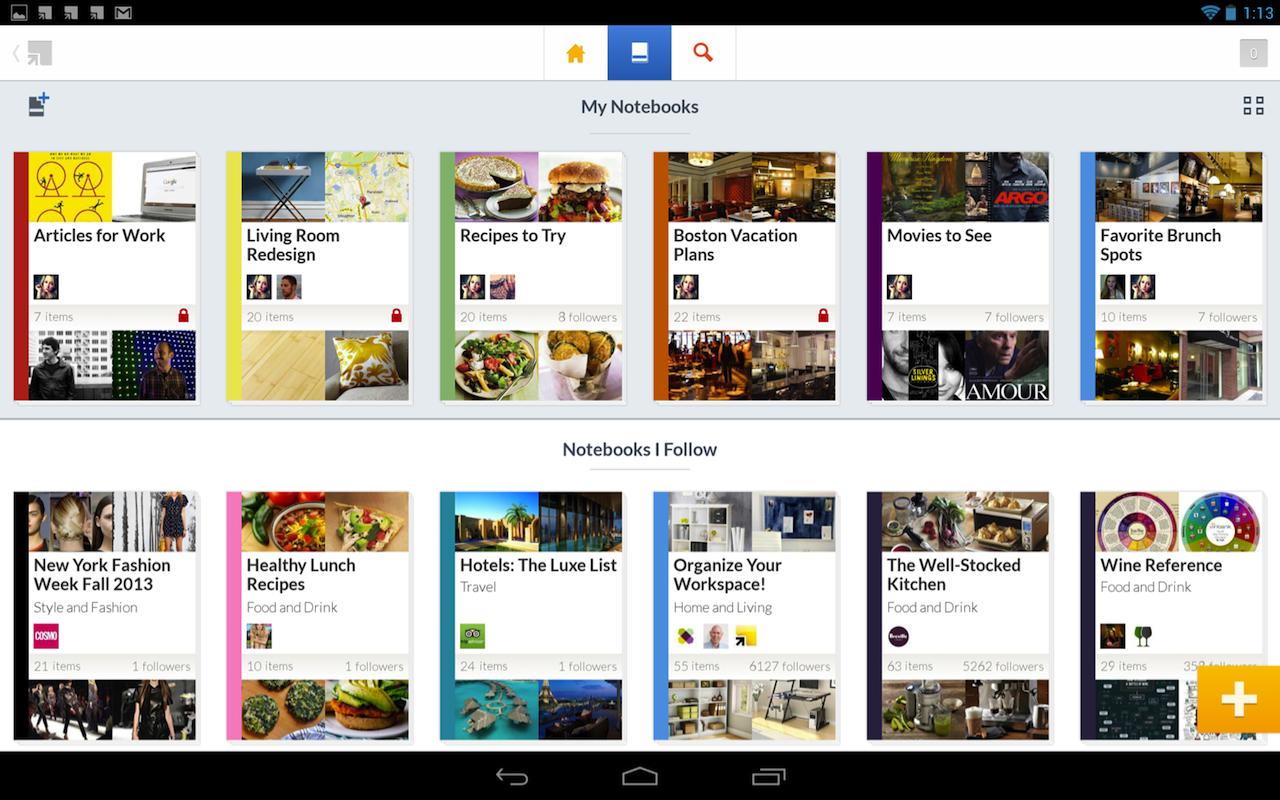 1:13
0
My Notebooks
Google
ARGO
Articles for Work
Living Room
Redesign
Recipes to Try
Boston Vacation
Plans
Movies to See
Favorite Brunch
Spots
7 items
20 items
20 items
8 followers
22 items
7 items
7 followers
10 items
7 followers
SILVER
LININGS
AMOUR
Notebooks I Follow
New York Fashion
Week Fall 2013
Style and Fashion
Healthy Lunch
Recipes
Food and Drink
Hotels: The Luxe List
Travel
Organize Your
Workspace!
Home and Living
The Well-Stocked
Kitchen
Food and Drink
Wine Reference
Food and Drink
COSMO
Breville
21 items
1 followers
10 items
1 followers
24 items
1 followers
55 items
6127 followers
63 items
5262 followers
29 items